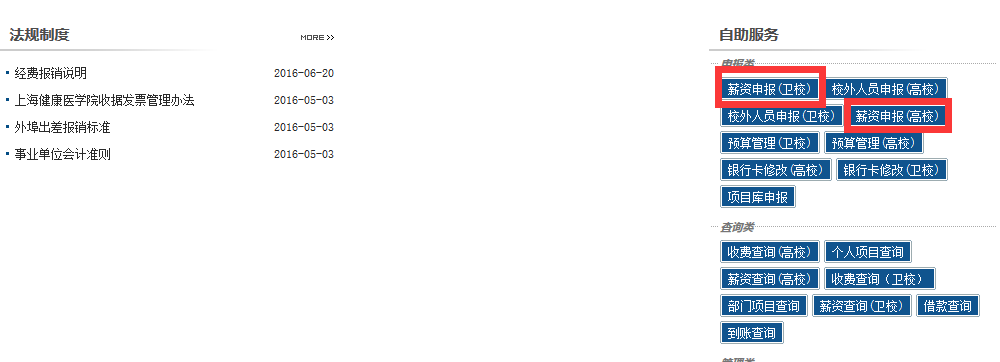 法规制度
MORE >>
经费报销说明 2016-06-20
上海健康医学院收据发票管理办法 2016-05-03
外埠出差报销标准 2016-05-03
事业单位会计准则 2016-05-03
自助服务
申报类
薪资申报(卫校) 校外人员申报(高校)
校外人员申报(卫校) 薪资申报(高校)
预算管理(卫校) 预算管理(高校)
银行卡修改(高校) 银行卡修改(卫校)
项目库申报
查询类
收费查询(高校) 个人项目查询
薪资查询(高校) 收费查询（卫校）
部门项目查询 薪资查询(卫校) 借款查询
到账查询